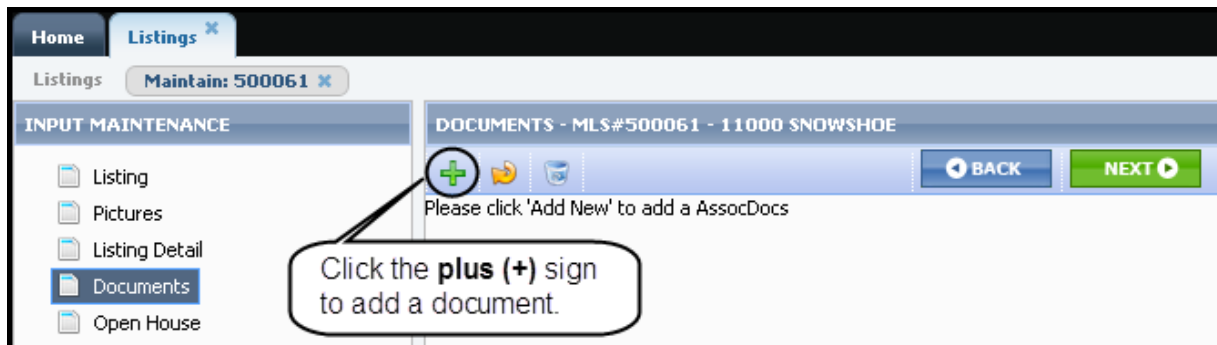 Home
Listings
Listings
Maintain: 500061
INPUT MAINTENANCE
DOCUMENTS - MLS#500061 - 11000 SNOWSHOE
BACK
NEXT
Listing
Pictures
Listing Detail
Documents
Open House
Please click 'Add New' to add a AssocDocs
Click the plus (+) sign
to add a document.